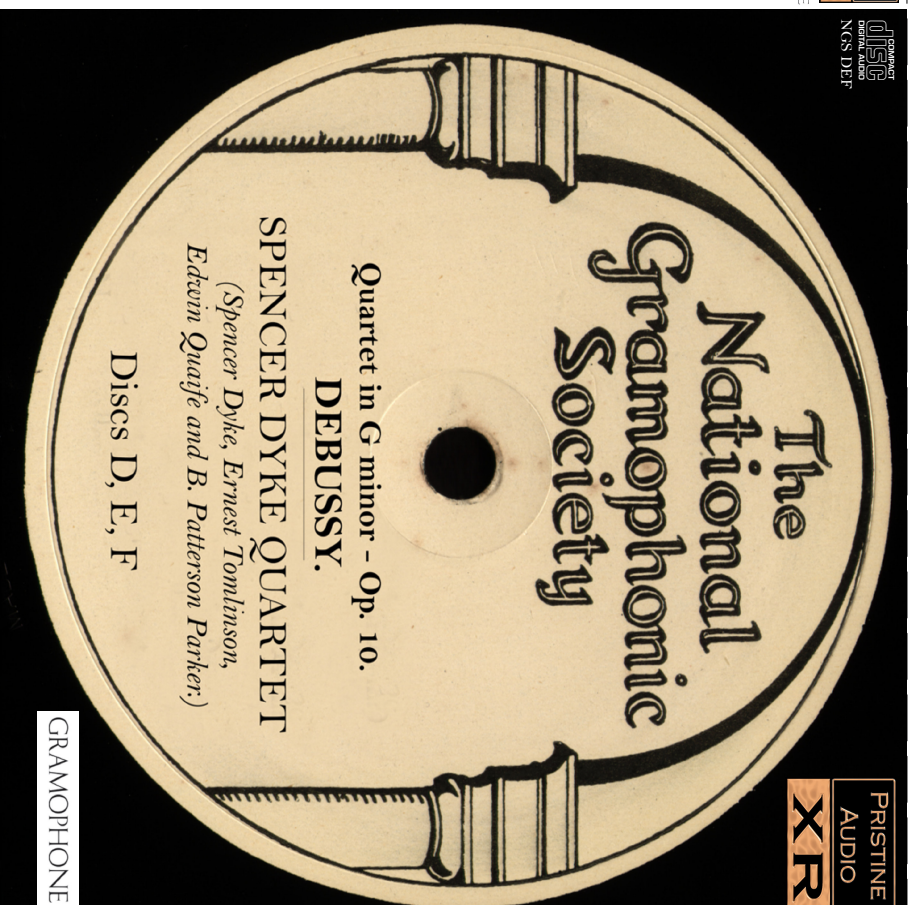 COMPACT
disc
DIGITAL AUDIO
NGS DEF
The
National
Gramophonic
Society
Quartet in G minor - Op. 10.
DEBUSSY.
SPENCER DYKE QUARTET
(Spencer Dyke, Ernest Tomlinson,
Edwin Quaife and B. Patterson Parker.)
Discs D, E, F
PRISTINE
AUDIO
XR
GRAMOPHONE